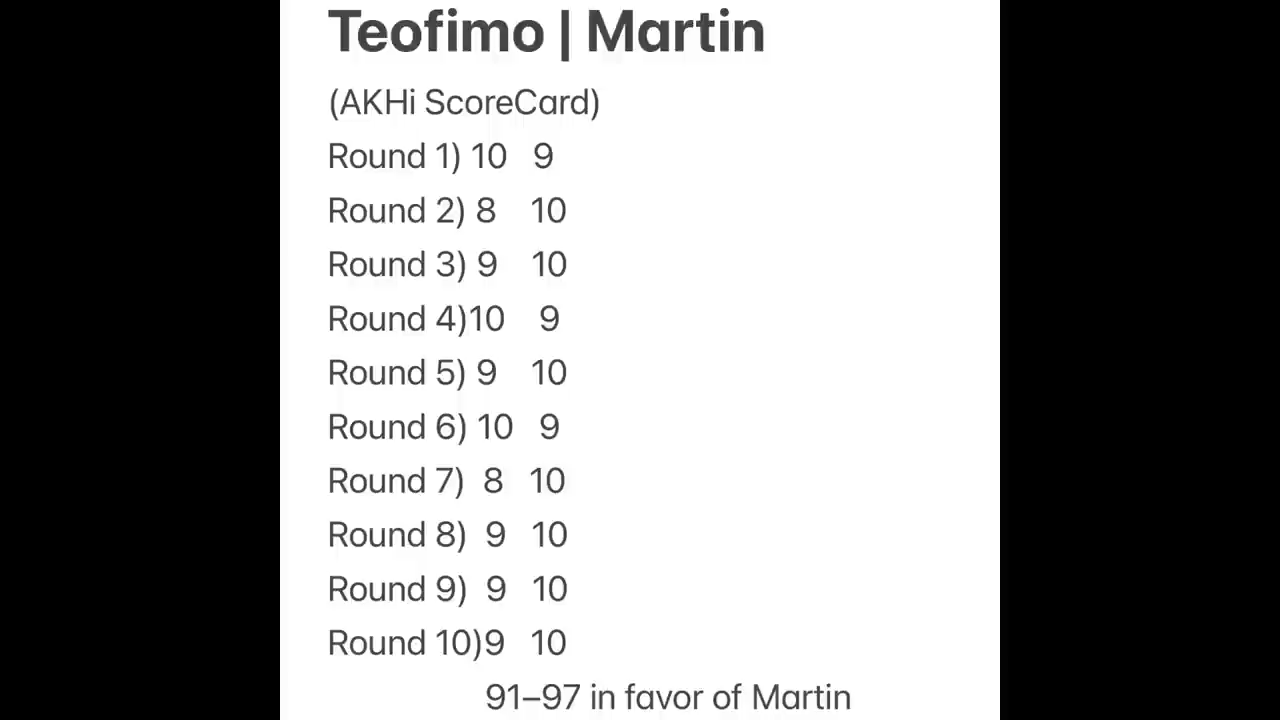 Teofimo | Martin
(AKHi ScoreCard)
Round 1) 10 9
Round 2) 8 10
Round 3) 9 10
Round 4)10 9
Round 5) 9 10
Round 6) 10 9
Round 7) 8 10
Round 8) 9 10
Round 9) 9 10
Round 10)9 10
91–97 in favor of Martin